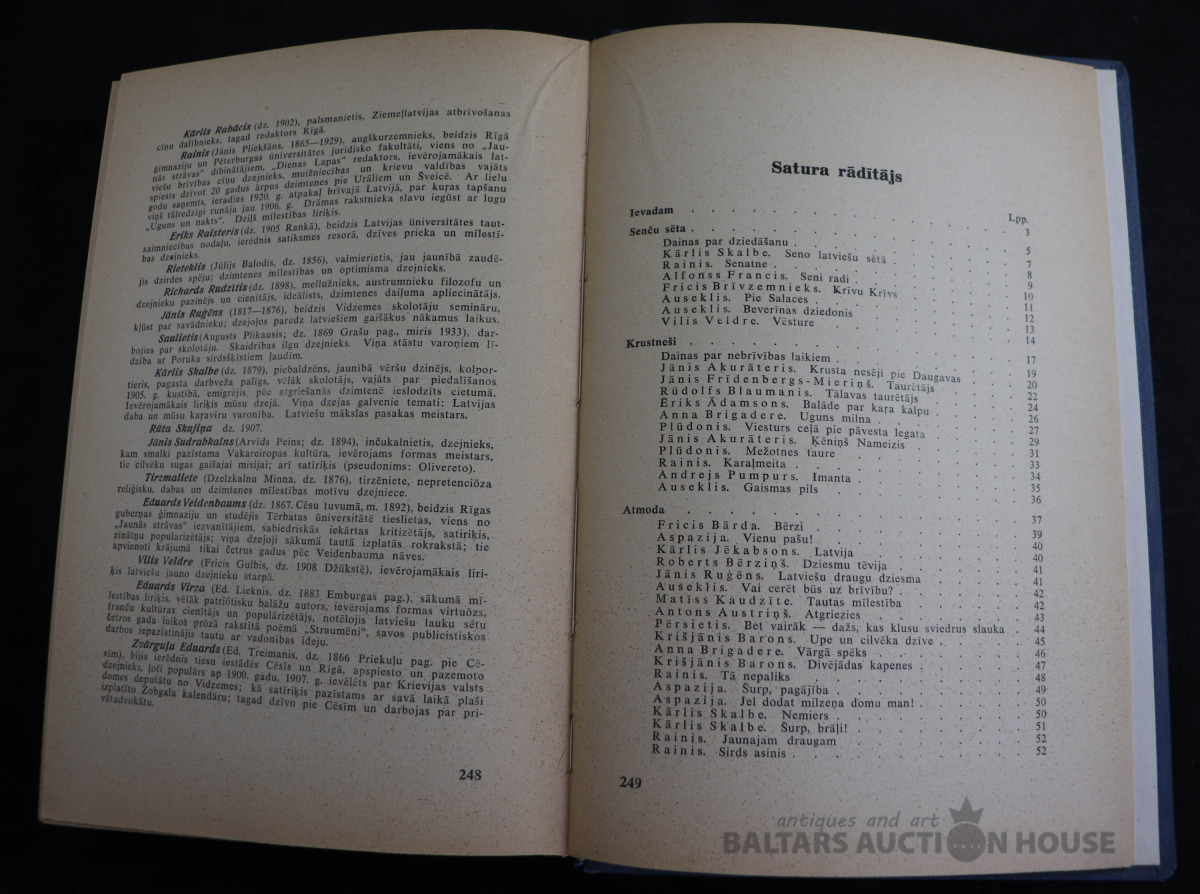 Kārlis Rabācis (dz. 1902), palsmanietis, Ziemeļlatvijas atbrīvošanas
cīņu dalībnieks, tagad redaktors Rīgā.
Rainis (Jānis Pliekšāns, 1865—1929), augškurzemnieks, beidzis Rīgā
ģimnaziju un Pēterburgas ūniversitātes juridisko fakultāti, viens no „Jau-
nās strāvas“ dibinātājiem, „Dienas Lapas“ redaktors, ievērojamākais lat-
viešu brīvības cīņu dzejnieks, muižniecības un krievu valdības vajāts
spiests dzīvot 20 gadus ārpus dzimtenes pie Urāliem un Šveicē. Ar lielu
godu saņemts, ieradies 1920. g. atpakaļ brīvajā Latvijā, par kuras tapšanu
viņš tālredzīgi runāja jau 1906. g. Drāmas rakstnieka slavu iegūst ar lugu
„Uguns un nakts“. Dziļš mīlestības liriķis.
Eriks Raisteris (dz. 1905 Rankā), beidzis Latvijas ūniversitātes taut-
saimniecības nodaļu, ierēdnis satiksmes resorā, dzīves prieka un mīlestī-
bas dzejnieks.
Rieteklis (Jūlijs Balodis, dz. 1856), valmierietis, jau jaunībā zaudē-
jis dzirdes spēju; dzimtenes mīlestības un optimisma dzejnieks.
Richards Rudzītis (dz. 1898), mellužnieks, austrumnieku filozofu un
dzejnieku pazinējs un cienītājs, ideālists, dzimtenes daiļuma apliecinātājs.
Jānis Ruģēns (1817—1876), beidzis Vidzemes skolotāju semināru,
kļūst par savādnieku; dzejoļos paredz latviešiem gaišākus nākamus laikus.
Saulietis (Augusts Plikausis; dz. 1869 Grašu pag., miris 1933), dar-
bojies par skolotāju. Skaidrības ilgu dzejnieks. Viņa stāstu varoņiem lī-
dzība ar Poruka sirdsšķīstiem ļaudīm.
Kārlis Skalbe (dz. 1879), piebaldzēns, jaunībā vēršu dzinējs, kolpor-
tieris, pagasta darbveža palīgs, vēlāk skolotājs, vajāts par piedalīšanos
1905. g. kustībā, emigrējis, pēc atgriešanās dzimtenē ieslodzīts cietumā.
Ievērojamākais liriķis mūsu dzejā. Viņa dzejas galvenie temati: Latvijas
daba un mūsu kaŗavīru varonība. Latviešu mākslas pasakas meistars.
Rūta Skujiņa dz. 1907.
Jānis Sudrabkalns (Arvīds Peins; dz. 1894), inčukalnietis, dzejnieks,
kam smalki pazīstama Vakareiropas kultūra, ievērojams formas meistars,
tic cilvēku sugas gaišajai misijai; arī satīriķis (pseudonims: Olivereto).
Tirzmaliete (Dzelzkalnu Minna, dz. 1876), tirzēniete, nepretencióza
reliģisku, dabas un dzimtenes mīlestības motīvu dzejniece.
Eduards Veidenbaums (dz. 1867. Cēsu tuvumā, m. 1892), beidzis Rīgas
guberņas ģimnaziju un studējis Tērbatas ūniversitātē tieslietas, viens no
„Jaunās strāvas“ iezvanītājiem, sabiedriskās iekārtas kritizētājs, satīriķis,
zinātņu popularizētājs; viņa dzejoļi sākumā tautā izplatās rokrakstā; tie
apvienoti krājumā tikai četrus gadus pēc Veidenbauma nāves.
Vilis Veldre (Fricis Gulbis, dz. 1908. Džūkstē), ievērojamākais liri-
ķis latviešu jauno dzejnieku starpā.
Eduards Virza (Ed. Lieknis, dz. 1883 Emburgas pag.), sākumā mī-
lestības liriķis, vēlāk patriōtisku balāžu autors, ievērojams formas virtuōzs,
franču kultūras cienītājs un populārizētājs, notēlojis latviešu lauku sētu
četros gada laikos prōzā rakstītā poēmā „Straumēni“, savos publicistiskos
darbos iepazīstinājis tautu ar vadonības ideju.
Zvārguļa Eduards (Ed. Treimanis, dz. 1866 Priekuļu pag. pie Cē-
sīm), bijis ierēdnis tiesu iestādēs Cēsīs un Rīgā, apspiesto un pazemoto
dzejnieks, ļoti populārs ap 1900. gadu, 1907. g. ievēlēts par Krievijas valsts
domes deputātu no Vidzemes; kā satīriķis pazīstams ar savā laikā plaši
izplatīto Zobgala kalendāru; tagad dzīvo pie Cēsīm un darbojas par pri-
vātadvokātu.
248
Satura rādītājs
Lpp.
Ievadam . . . 3
Senču sēta . . . 5
Dainas par dziedāšanu . . . 7
Kārlis Skalbe. Seno latviešu sētā . . . 8
Rainis. Senatne . . . 9
Alfonss Francis. Seni radi . . . 10
Fricis Brīvzemnieks. Krīvu Krīvs . . . 11
Auseklis. Pie Salaces . . . 12
Auseklis. Beverīnas dziedonis . . . 13
Vilis Veldre. Vēsture . . . 14
Krustneši . . . 17
Dainas par nebrīvības laikiem . . . 19
Jānis Akurāteris. Krusta nesēji pie Daugavas . . . 20
Jānis Frīdenbergs-Mieriņš. Taurētājs . . . 22
Rūdolfs Blaumanis. Tālavas taurētājs . . . 24
Ēriks Ādamsons. Balāde par kaŗa kalpu . . . 26
Anna Brigadere. Uguns milna . . . 27
Plūdonis. Viesturs ceļā pie pāvesta legata . . . 29
Jānis Akurāteris. Ķēniņš Nameizis . . . 31
Plūdonis. Mežotnes taure . . . 33
Rainis. Karaļmeita . . . 34
Andrejs Pumpurs. Imanta . . . 35
Auseklis. Gaismas pils . . . 36
Atmoda . . . 37
Fricis Bārda. Bērzi . . . 39
Aspazija. Vienu pašu! . . . 40
Kārlis Jēkabsons. Latvija . . . 40
Roberts Bērziņš. Dziesmu tēvija . . . 41
Jānis Ruģēns. Latviešu draugu dziesma . . . 41
Auseklis. Vai cerēt būs uz brīvību? . . . 42
Matīss Kaudzīte. Tautas mīlestība . . . 42
Antons Austriņš. Atgriezies . . . 43
Pērsietis. Bet vairāk — dažs, kas klusu sviedrus slauka . 44
Krišjānis Barons. Upe un cilvēka dzīve . . . 45
Anna Brigadere. Vārgā spēks . . . 46
Krišjānis Barons. Divējādas kapenes . . . 47
Rainis. Tā nepaliks . . . 48
Aspazija. Šurp, pagājība . . . 49
Aspazija. Jel dodat milzeņa domu man! . . . 50
Kārlis Skalbe. Nemiers . . . 50
Kārlis Skalbe. Šurp, brāļi! . . . 51
Rainis. Jaunajam draugam . . . 52
Rainis. Sirds asinis . . . 52
249
antiques and art
BALTARS AUCTION HOUSE